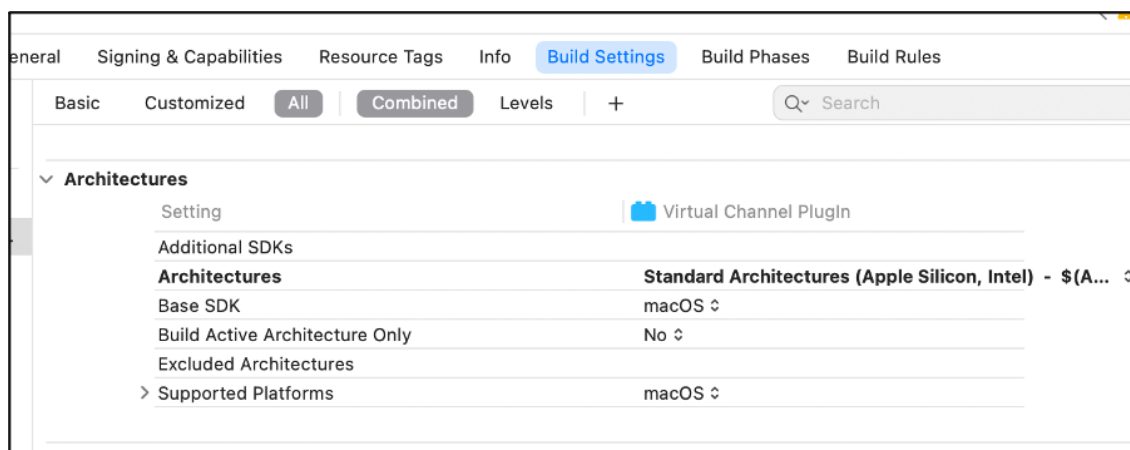 eneral Signing & Capabilities Resource Tags Info Build Settings Build Phases Build Rules
Basic Customized All Combined Levels + Search
Architectures
Setting Virtual Channel PlugIn
Additional SDKs
Architectures Standard Architectures (Apple Silicon, Intel) - $(A...
Base SDK macOS
Build Active Architecture Only No
Excluded Architectures
Supported Platforms macOS